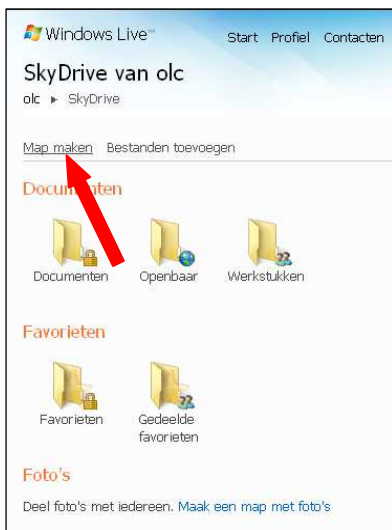 Windows Live™ Start Profiel Contacten
SkyDrive van olc
olc ▸ SkyDrive
Map maken Bestanden toevoegen
Documenten
Documenten Openbaar Werkstukken
Favorieten
Favorieten Gedeelde favorieten
Foto's
Deel foto's met iedereen. Maak een map met foto's